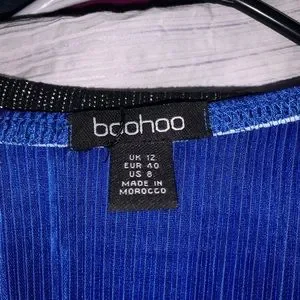 boohoo
UK 12
EUR 40
US 8
MADE IN
MOROCCO